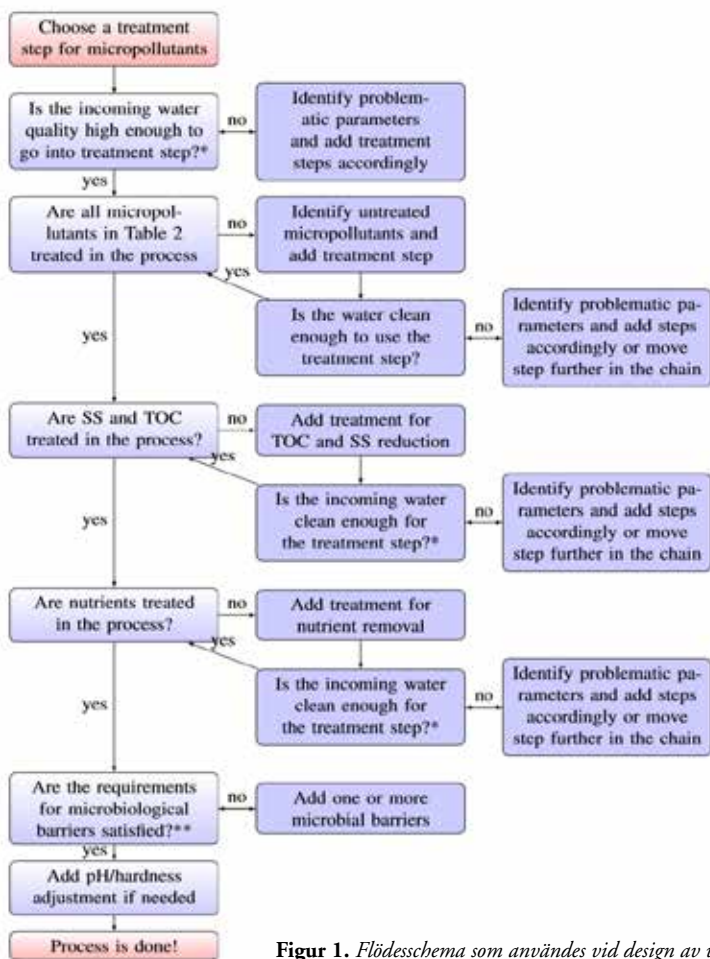 Choose a treatment
step for micropollutants
Is the incoming water
quality high enough to
go into treatment step?*
no
Identify problem-
atic parameters
and add treatment
steps accordingly
yes
Are all micropol-
lutants in Table 2
treated in the process
no
Identify untreated
micropollutants and
add treatment step
yes
Is the water clean
enough to use the
treatment step?
no
Identify problematic pa-
rameters and add steps
accordingly or move
step further in the chain
yes
Are SS and TOC
treated in the process?
no
Add treatment for
TOC and SS reduction
yes
Is the incoming water
clean enough for
the treatment step?*
no
Identify problematic pa-
rameters and add steps
accordingly or move
step further in the chain
yes
Are nutrients treated
in the process?
no
Add treatment for
nutrient removal
yes
Is the incoming water
clean enough for
the treatment step?*
no
Identify problematic pa-
rameters and add steps
accordingly or move
step further in the chain
yes
Are the requirements
for microbiological
barriers satisfied?**
no
Add one or more
microbial barriers
yes
Add pH/hardness
adjustment if needed
Process is done!
Figur 1. Flödesschema som användes vid design av